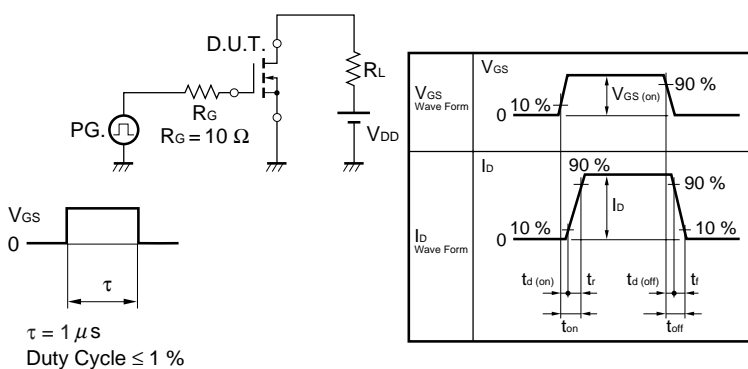 D.U.T.
RL
RG
PG.
RG = 10 Ω
VDD
VGS
0
τ
τ = 1 μ s
Duty Cycle ≤ 1 %
VGS
Wave Form
VGS
10 %
VGS (on)
90 %
0
ID
Wave Form
ID
90 %
90 %
10 %
ID
10 %
0
td (on)
tr
td (off)
tf
ton
toff